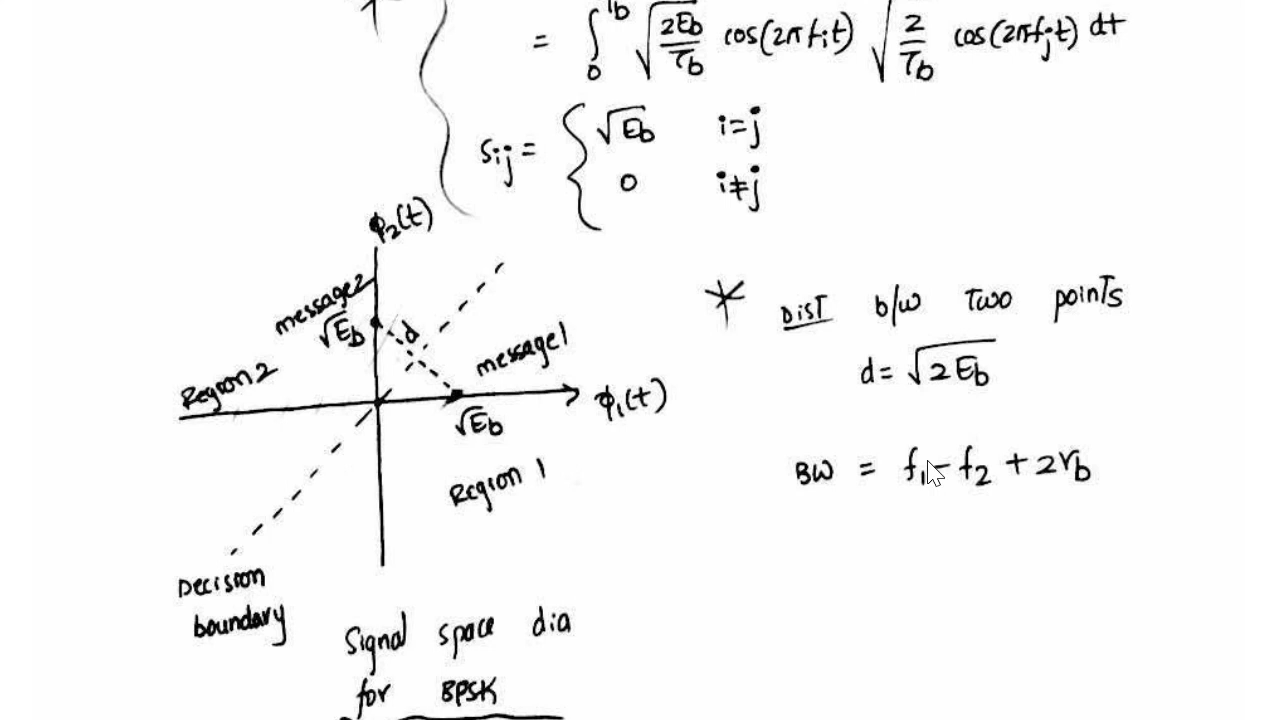 = ∫₀^Tb √(2Eb/Tb) cos(2πfit) √(2/Tb) cos(2πfjt) dt
Sij = { √Eb i=j
0 i≠j
ϕ2(t)
message2
√Eb
d
message1
Region 2
ϕ1(t)
√Eb
Region 1
Decision
boundary
Signal space dia
for BPSK
* DIST b/w Two points
d= √2Eb
BW = f1 - f2 + 2rb